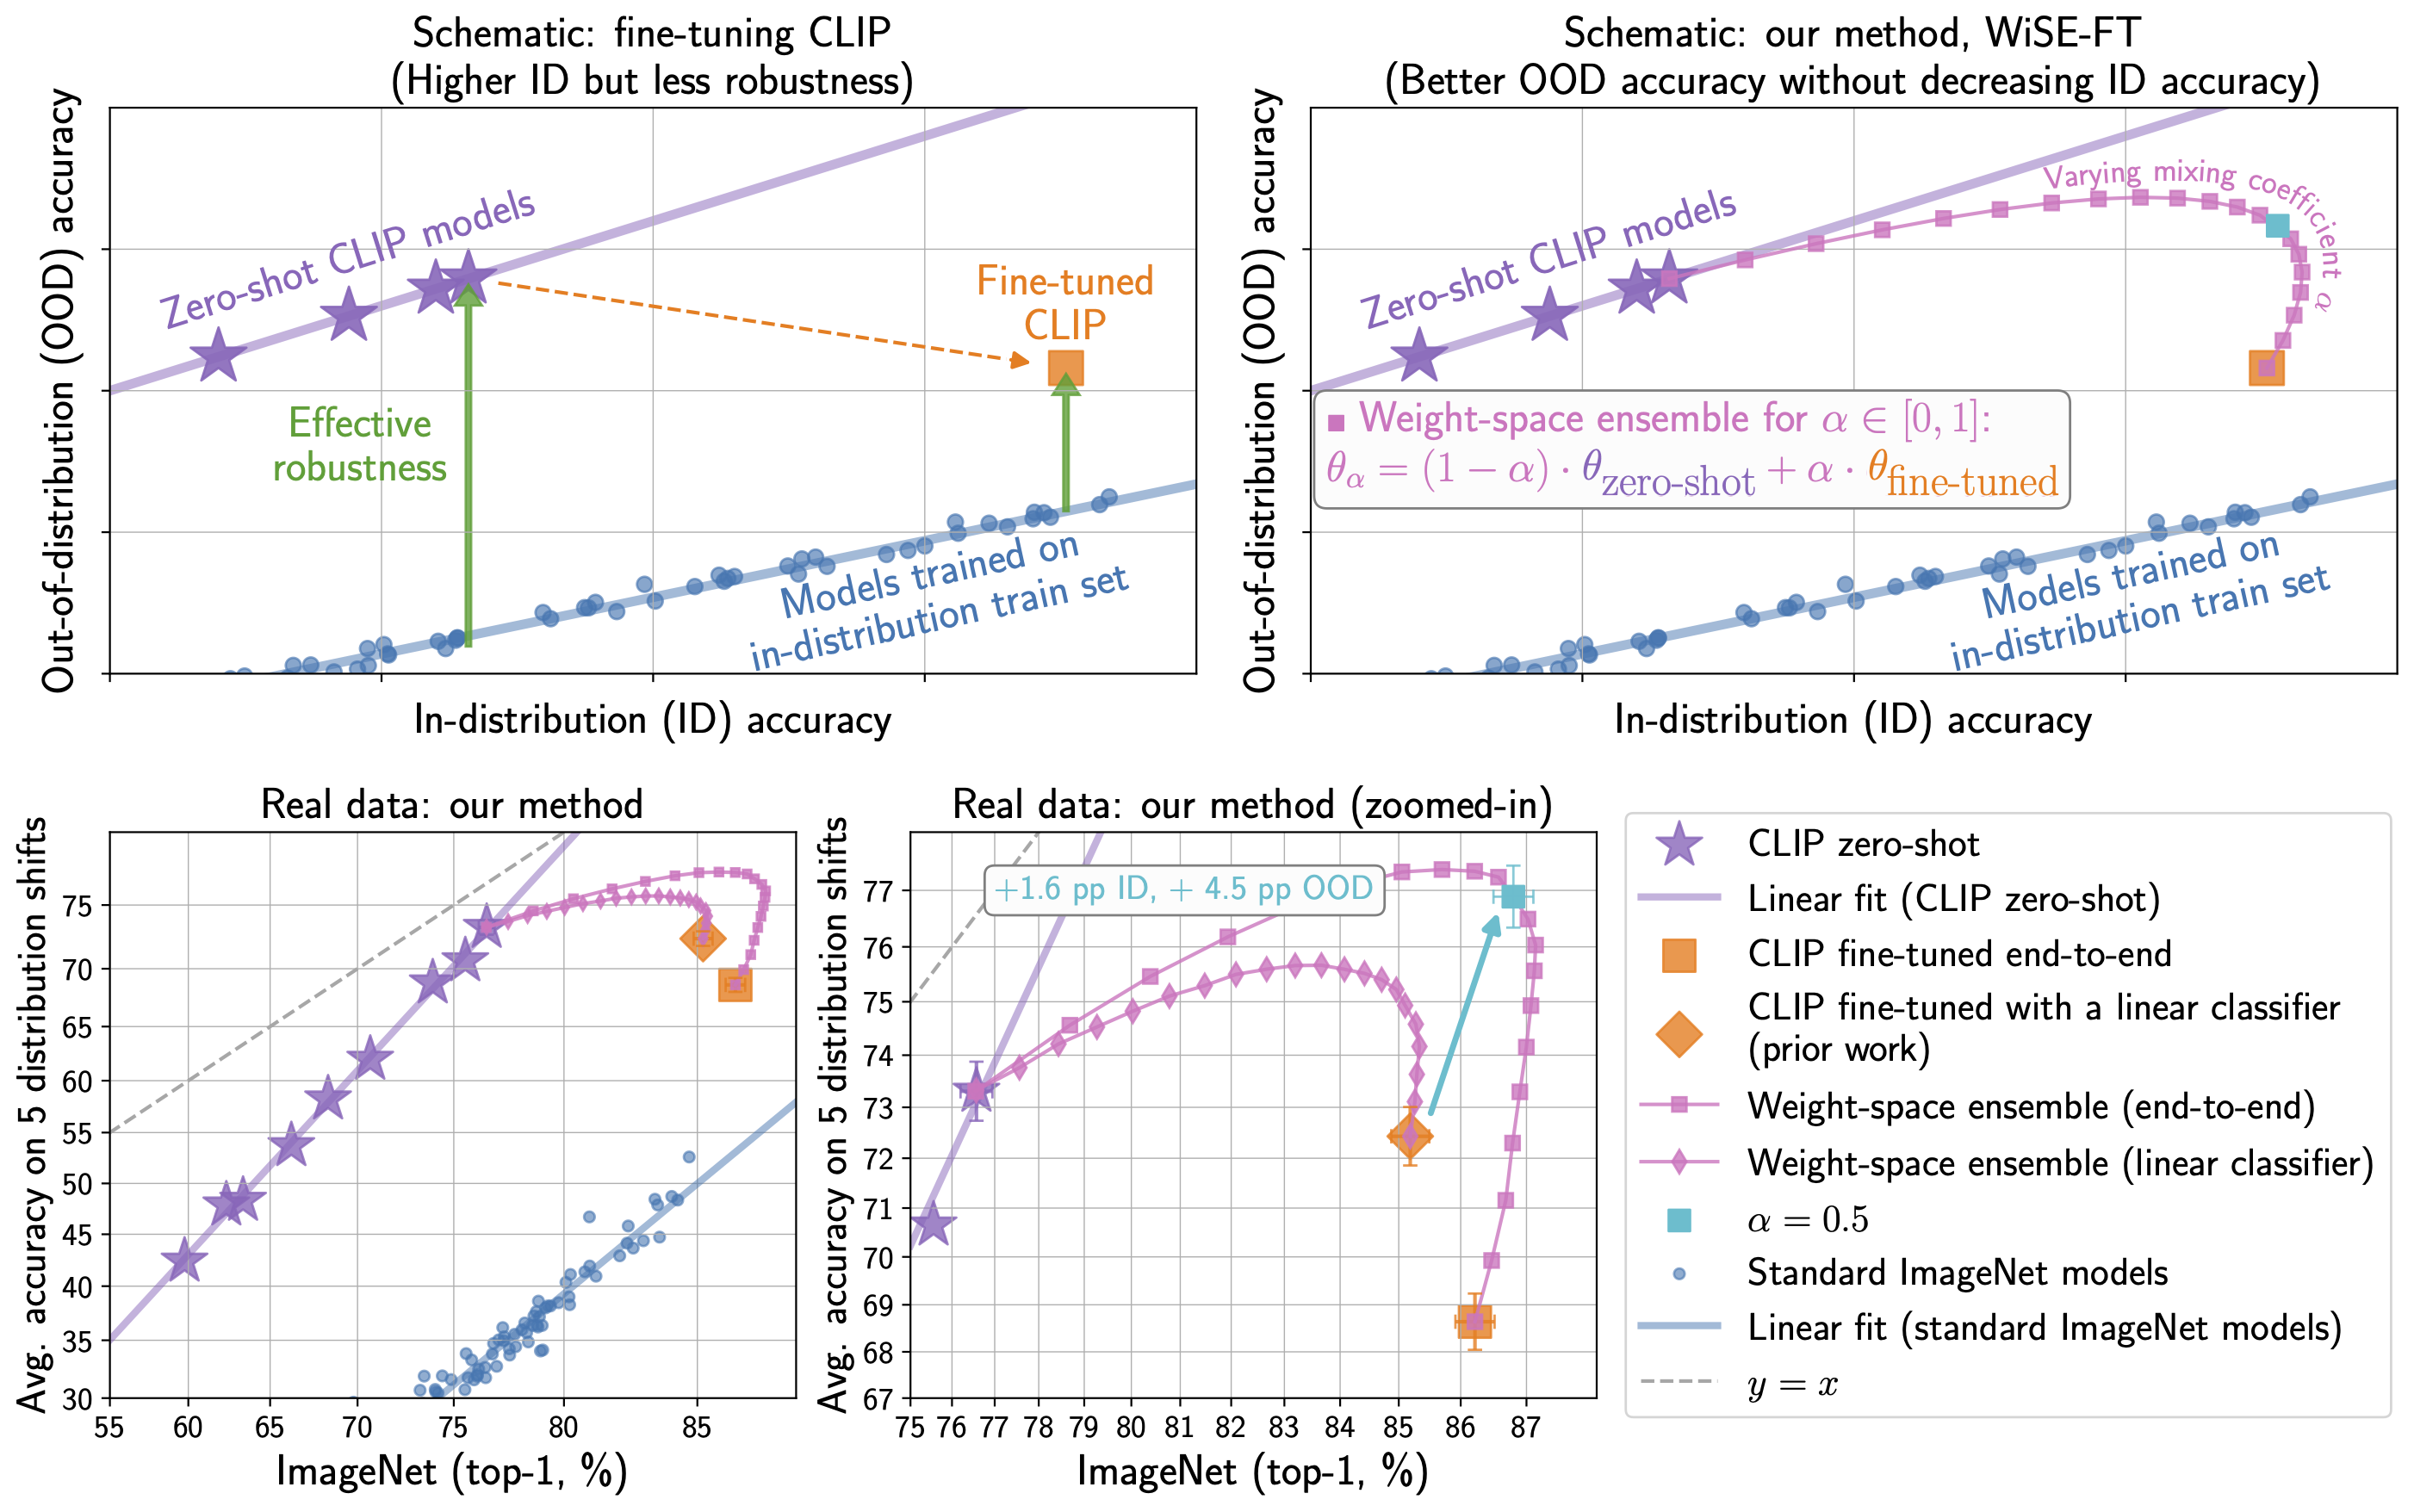 Schematic: fine-tuning CLIP
(Higher ID but less robustness)
Out-of-distribution (OOD) accuracy
Zero-shot CLIP models
Fine-tuned
CLIP
Effective
robustness
Models trained on
in-distribution train set
In-distribution (ID) accuracy
Schematic: our method, WiSE-FT
(Better OOD accuracy without decreasing ID accuracy)
Out-of-distribution (OOD) accuracy
Zero-shot CLIP models
Varying mixing coefficient α
Weight-space ensemble for α ∈ [0, 1]:
θ_α = (1 − α) · θ_zero-shot + α · θ_fine-tuned
Models trained on
in-distribution train set
In-distribution (ID) accuracy
Real data: our method
Avg. accuracy on 5 distribution shifts
75
70
65
60
55
50
45
40
35
30
55 60 65 70 75 80 85
ImageNet (top-1, %)
Real data: our method (zoomed-in)
Avg. accuracy on 5 distribution shifts
+1.6 pp ID, + 4.5 pp OOD
77
76
75
74
73
72
71
70
69
68
67
75 76 77 78 79 80 81 82 83 84 85 86 87
ImageNet (top-1, %)
CLIP zero-shot
Linear fit (CLIP zero-shot)
CLIP fine-tuned end-to-end
CLIP fine-tuned with a linear classifier
(prior work)
Weight-space ensemble (end-to-end)
Weight-space ensemble (linear classifier)
α = 0.5
Standard ImageNet models
Linear fit (standard ImageNet models)
y = x